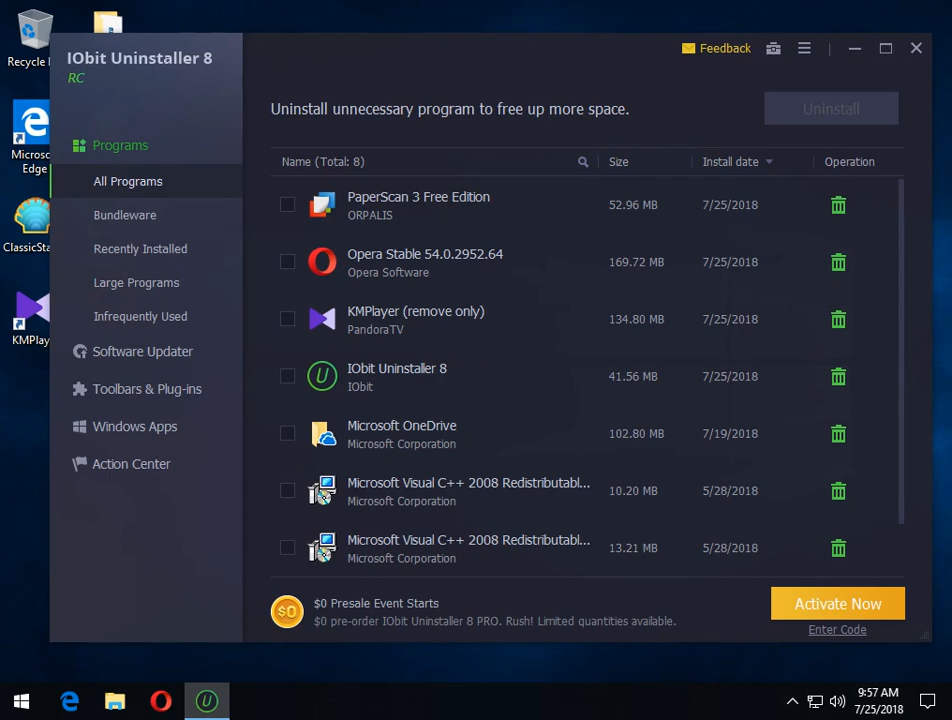 IObit Uninstaller 8
RC
Feedback
Recycle
Microso
Edge
ClassicSta
KMPlay
Programs
All Programs
Bundleware
Recently Installed
Large Programs
Infrequently Used
Software Updater
Toolbars & Plug-ins
Windows Apps
Action Center
Uninstall unnecessary program to free up more space.
Uninstall
Name (Total: 8) Size Install date Operation
PaperScan 3 Free Edition
ORPALIS
52.96 MB 7/25/2018
Opera Stable 54.0.2952.64
Opera Software
169.72 MB 7/25/2018
KMPlayer (remove only)
PandoraTV
134.80 MB 7/25/2018
IObit Uninstaller 8
IObit
41.56 MB 7/25/2018
Microsoft OneDrive
Microsoft Corporation
102.80 MB 7/19/2018
Microsoft Visual C++ 2008 Redistributabl...
Microsoft Corporation
10.20 MB 5/28/2018
Microsoft Visual C++ 2008 Redistributabl...
Microsoft Corporation
13.21 MB 5/28/2018
$0
$0 Presale Event Starts
$0 pre-order IObit Uninstaller 8 PRO. Rush! Limited quantities available.
Activate Now
Enter Code
9:57 AM
7/25/2018